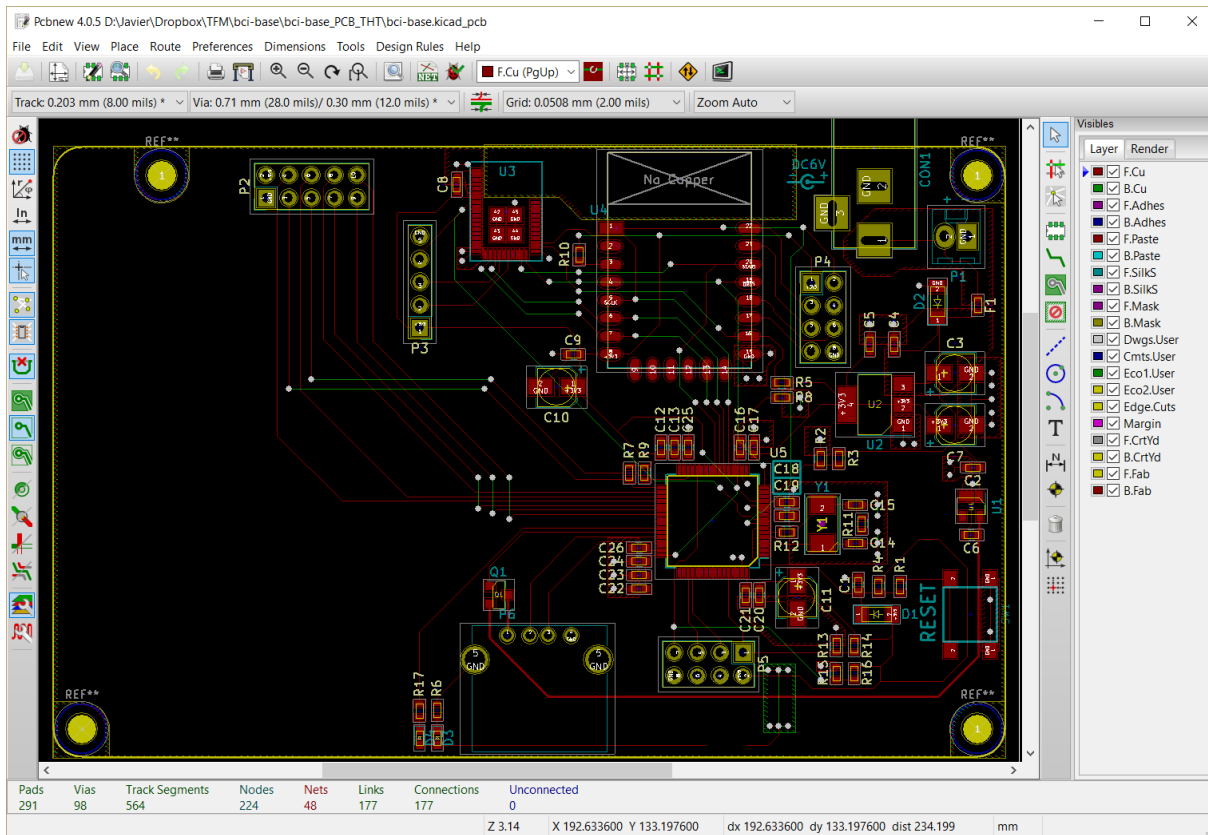 Pcbnew 4.0.5 D:\Javier\Dropbox\TFM\bci-base\bci-base_PCB_THT\bci-base.kicad_pcb
File Edit View Place Route Preferences Dimensions Tools Design Rules Help
F.Cu (PgUp)
Track: 0.203 mm (8.00 mils) * Via: 0.71 mm (28.0 mils)/ 0.30 mm (12.0 mils) * Grid: 0.0508 mm (2.00 mils) Zoom Auto
In
mm
Visibles
Layer Render
F.Cu
B.Cu
F.Adhes
B.Adhes
F.Paste
B.Paste
F.SilkS
B.SilkS
F.Mask
B.Mask
Dwgs.User
Cmts.User
Eco1.User
Eco2.User
Edge.Cuts
Margin
F.CrtYd
B.CrtYd
F.Fab
B.Fab
REF** REF**
P2 C8 U3 U4 No Copper DC6V CON1
P3 R10 P4 P1
D2 F1
C9 C5 C4 C3
C10 R5 R8 U2 U2
C12 C13 C25 C16 C17 R2 R3
R7 R9 U5 C18 C19 C7 C2
Y1 Y1 C15 R11 C14 R12 U1 C6
C26 C24 C23 C22
Q1 C21 C20 C11 C1 R4 R1
D1 RESET SW1
R13 R14 R15 R16
P5
R17 R6 D3
REF** REF**
Pads Vias Track Segments Nodes Nets Links Connections Unconnected
291 98 564 224 48 177 177 0
Z 3.14 X 192.633600 Y 133.197600 dx 192.633600 dy 133.197600 dist 234.199 mm